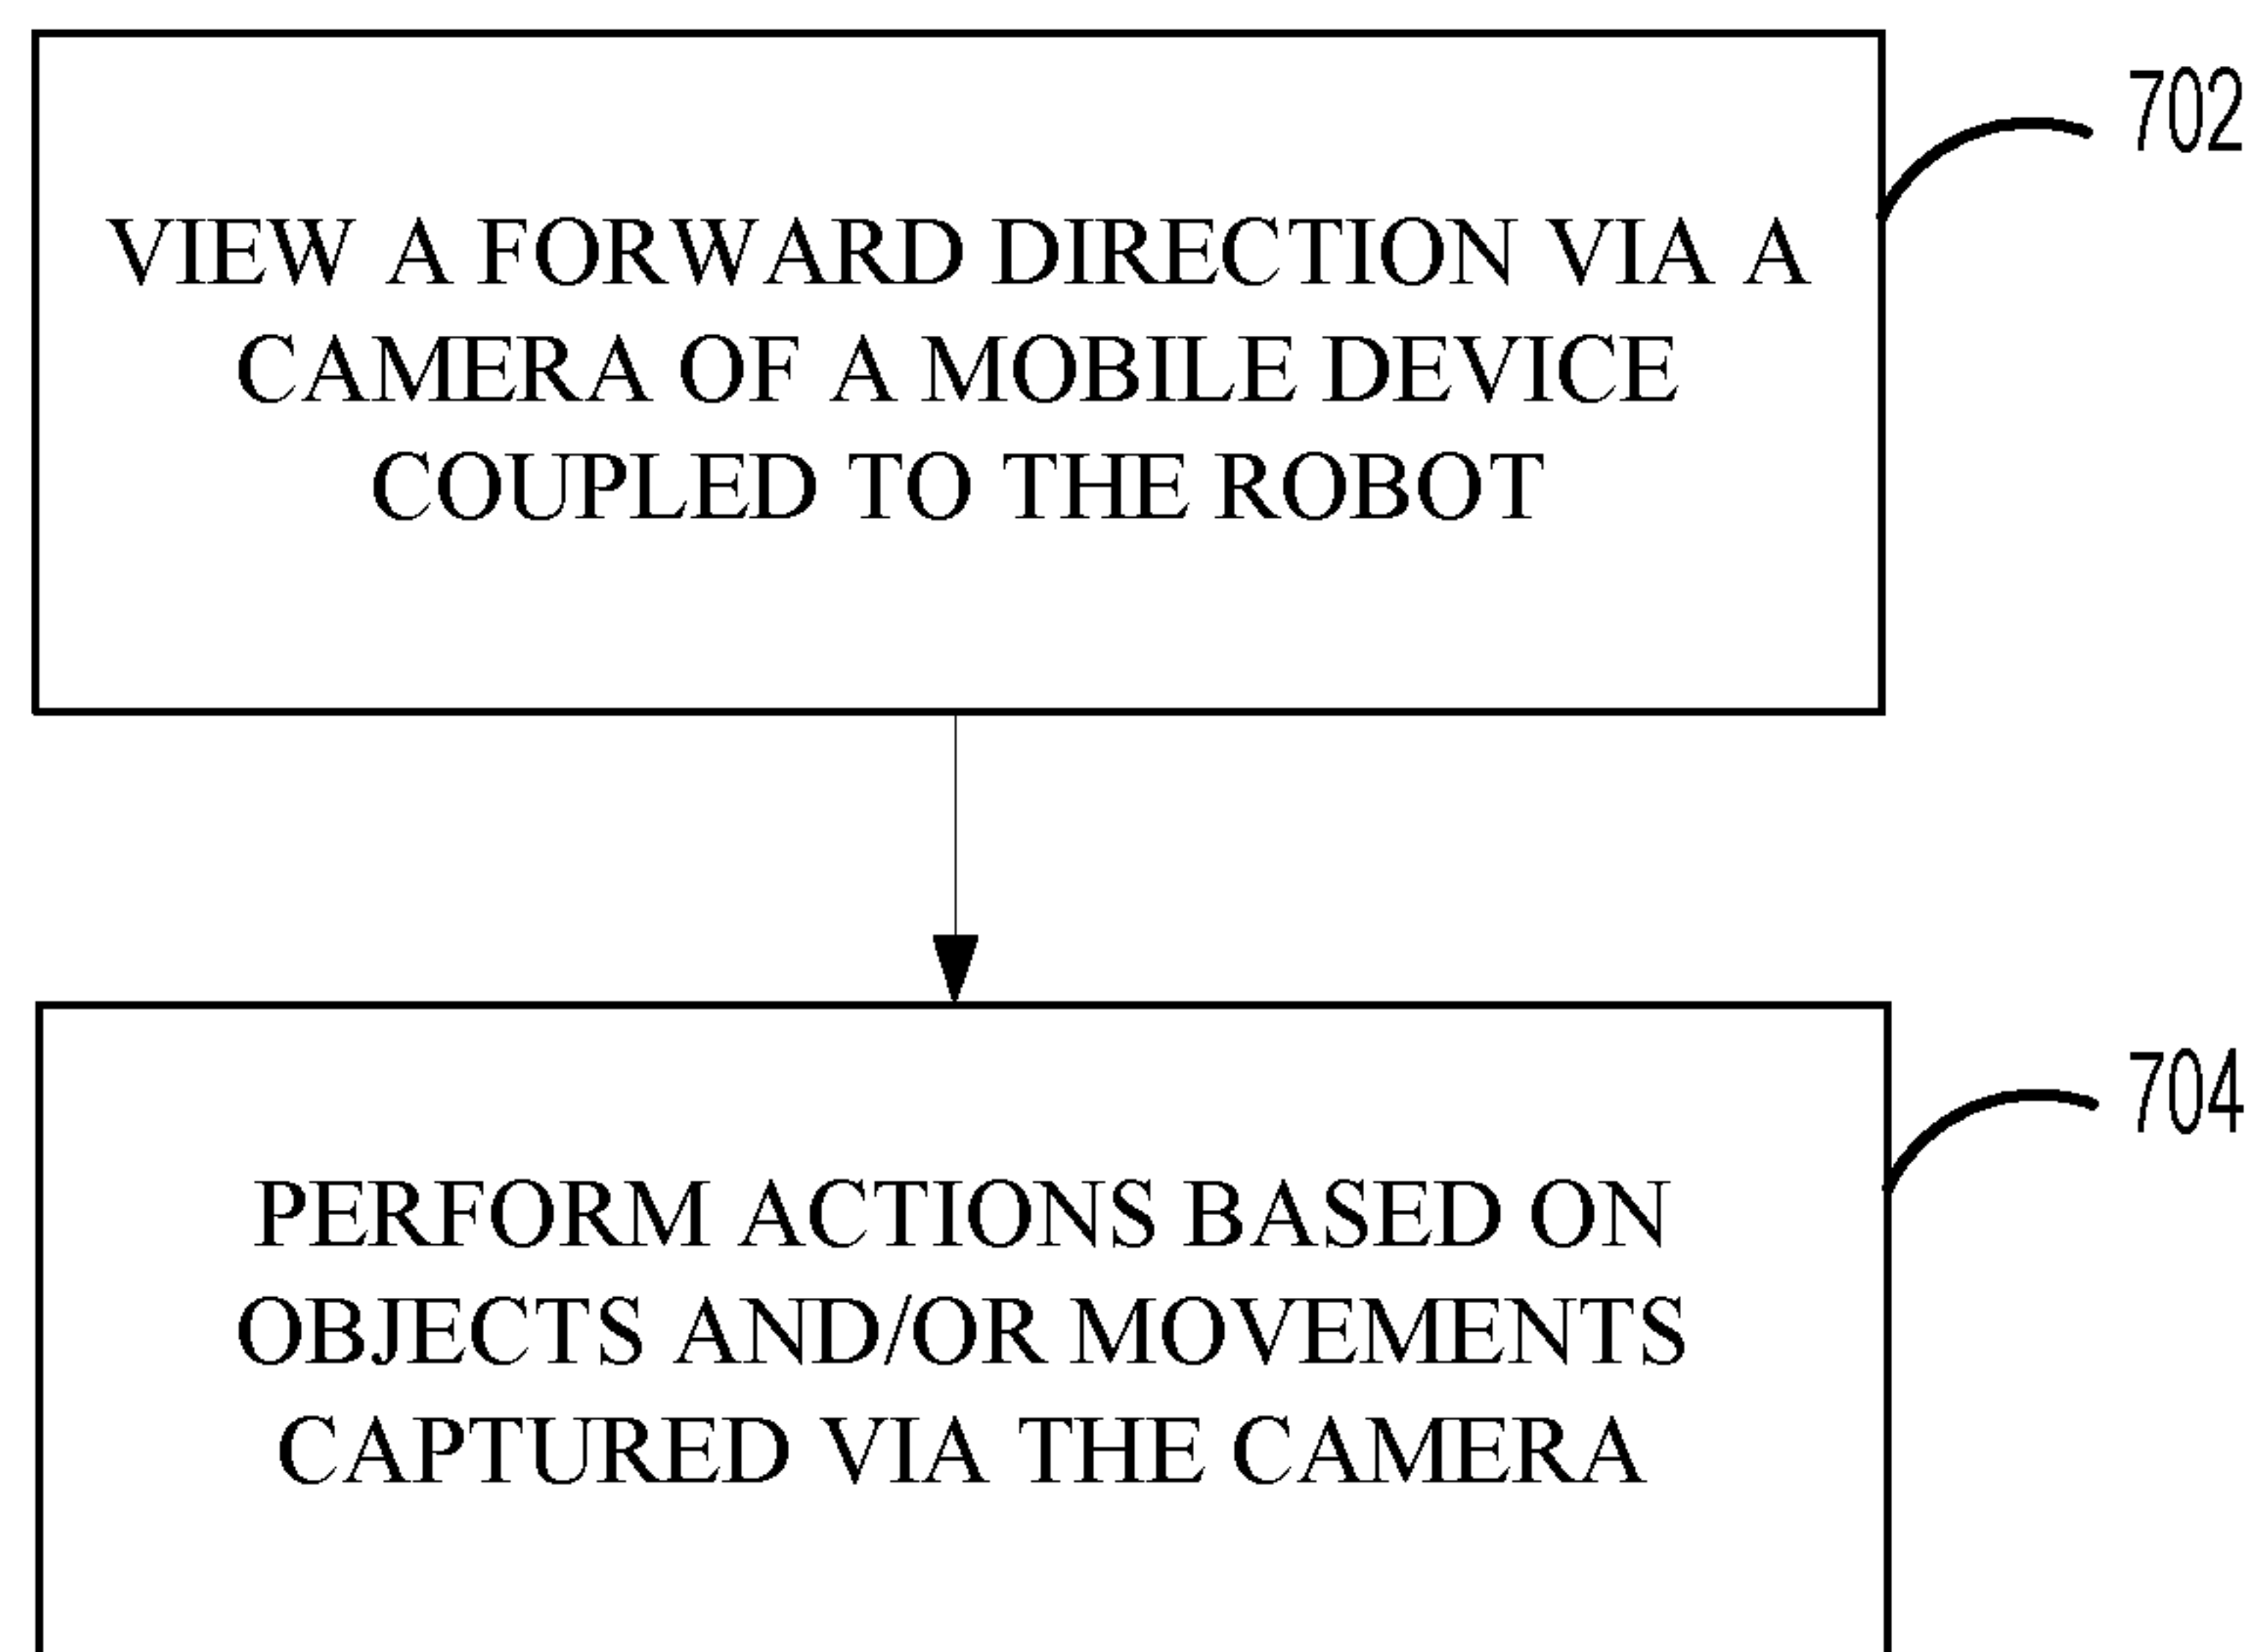 702
VIEW A FORWARD DIRECTION VIA A
CAMERA OF A MOBILE DEVICE
COUPLED TO THE ROBOT
704
PERFORM ACTIONS BASED ON
OBJECTS AND/OR MOVEMENTS
CAPTURED VIA THE CAMERA